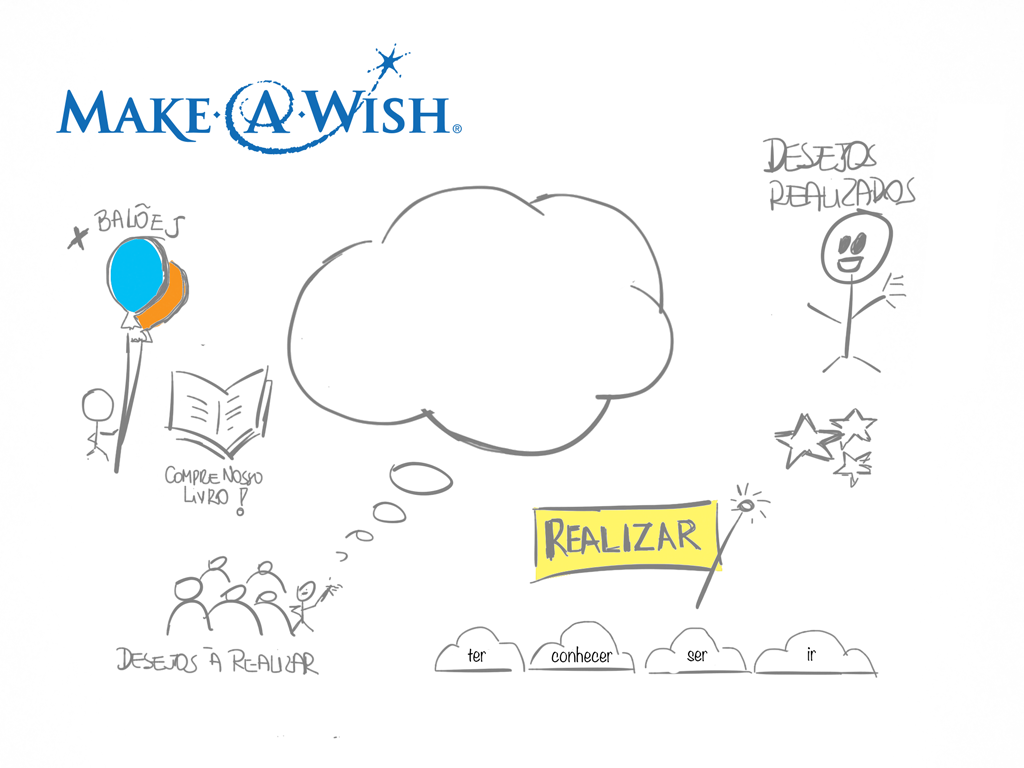 MAKE·A·WISH®
DESEJOS
REALIZADOS
+ BALÕES
COMPRE NOSSO
LIVRO!
REALIZAR
DESEJOS À REALIZAR
ter
conhecer
ser
ir